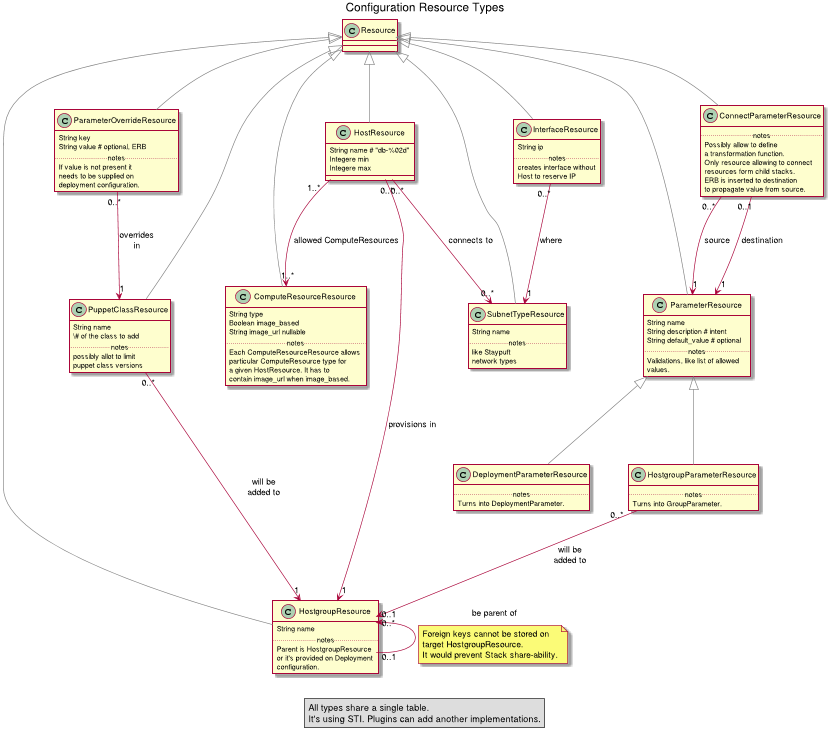 Configuration Resource Types
C Resource
C ParameterOverrideResource
String key
String value # optional, ERB
notes
If value is not present it
needs to be supplied on
deployment configuration.
C HostResource
String name # "db-%02d"
Integere min
Integere max
C InterfaceResource
String ip
notes
creates interface without
Host to reserve IP
C ConnectParameterResource
notes
Possibly allow to define
a transformation function.
Only resource allowing to connect
resources form child stacks.
ERB is inserted to destination
to propagate value from source.
0..*
overrides
in
1
1..*
allowed ComputeResources
1..*
0..*
connects to
0..*
0..*
where
1
0..*
source
1
0..1
destination
1
C PuppetClassResource
String name
\# of the class to add
notes
possibly allot to limit
puppet class versions
C ComputeResourceResource
String type
Boolean image_based
String image_url nullable
notes
Each ComputeResourceResource allows
particular ComputeResource type for
a given HostResource. It has to
contain image_url when image_based.
C SubnetTypeResource
String name
notes
like Staypuft
network types
C ParameterResource
String name
String description # intent
String default_value # optional
notes
Validations, like list of allowed
values.
0..*
will be
added to
1
provisions in
1
C DeploymentParameterResource
notes
Turns into DeploymentParameter.
C HostgroupParameterResource
notes
Turns into GroupParameter.
0..*
will be
added to
0..1
C HostgroupResource
String name
notes
Parent is HostgroupResource
or it's provided on Deployment
configuration.
0..*
be parent of
0..1
Foreign keys cannot be stored on
target HostgroupResource.
It would prevent Stack share-ability.
All types share a single table.
It's using STI. Plugins can add another implementations.